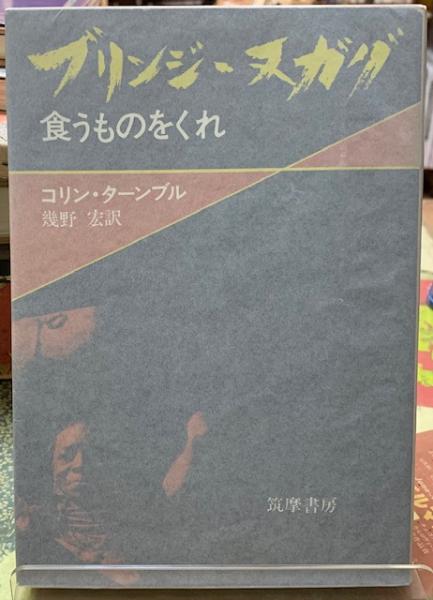 ブリンジ・ヌガグ
食うものをくれ
コリン・ターンブル
幾野 宏訳
筑摩書房